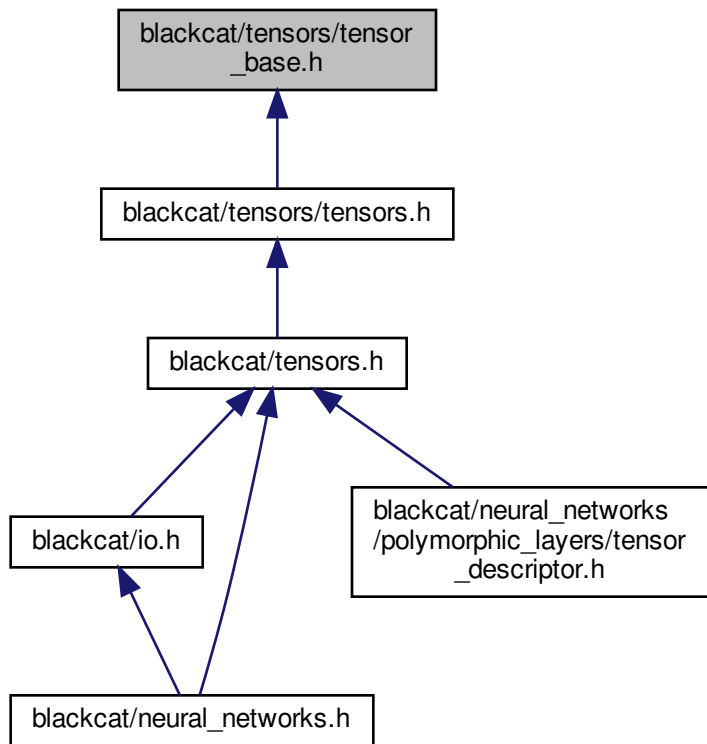 blackcat/tensors/tensor
_base.h
blackcat/tensors/tensors.h
blackcat/tensors.h
blackcat/io.h
blackcat/neural_networks
/polymorphic_layers/tensor
_descriptor.h
blackcat/neural_networks.h